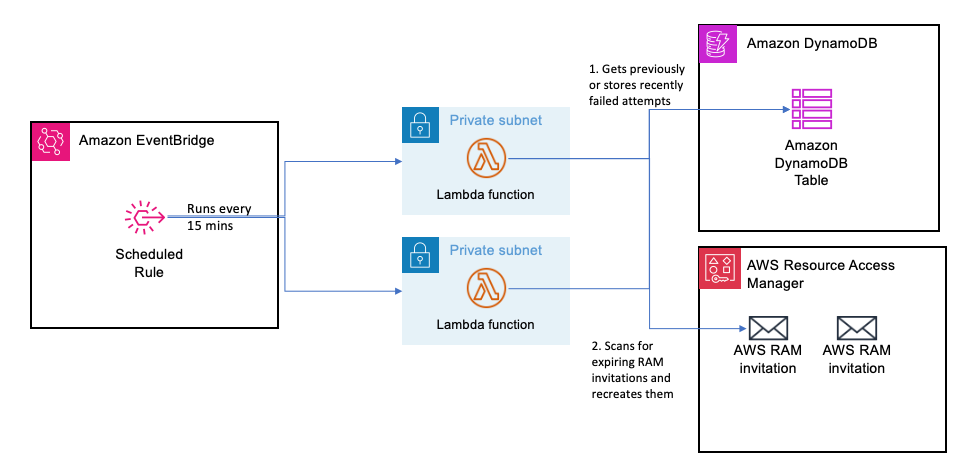 Amazon EventBridge
Runs every
15 mins
Scheduled
Rule
Private subnet
Lambda function
Private subnet
Lambda function
1. Gets previously
or stores recently
failed attempts
2. Scans for
expiring RAM
invitations and
recreates them
Amazon DynamoDB
Amazon
DynamoDB
Table
AWS Resource Access
Manager
AWS RAM
invitation
AWS RAM
invitation